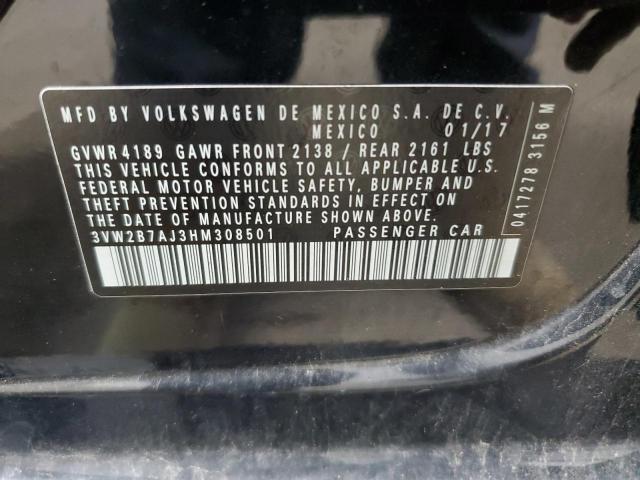 MFD BY VOLKSWAGEN DE MEXICO S.A. DE C.V.
MEXICO 01/17
GVWR 4189 GAWR FRONT 2138 / REAR 2161 LBS
THIS VEHICLE CONFORMS TO ALL APPLICABLE U.S.
FEDERAL MOTOR VEHICLE SAFETY, BUMPER AND
THEFT PREVENTION STANDARDS IN EFFECT ON
THE DATE OF MANUFACTURE SHOWN ABOVE.
3VW2B7AJ3HM308501 PASSENGER CAR
0417278 3156 M